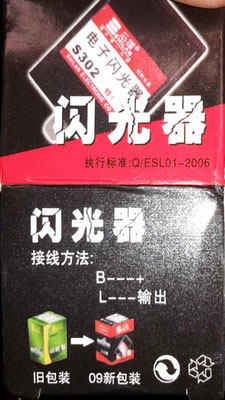 电子闪光器
S302
闪光器
执行标准:Q/ESL01-2006
闪光器
接线方法:
B---+
L---输出
旧包装
09新包装